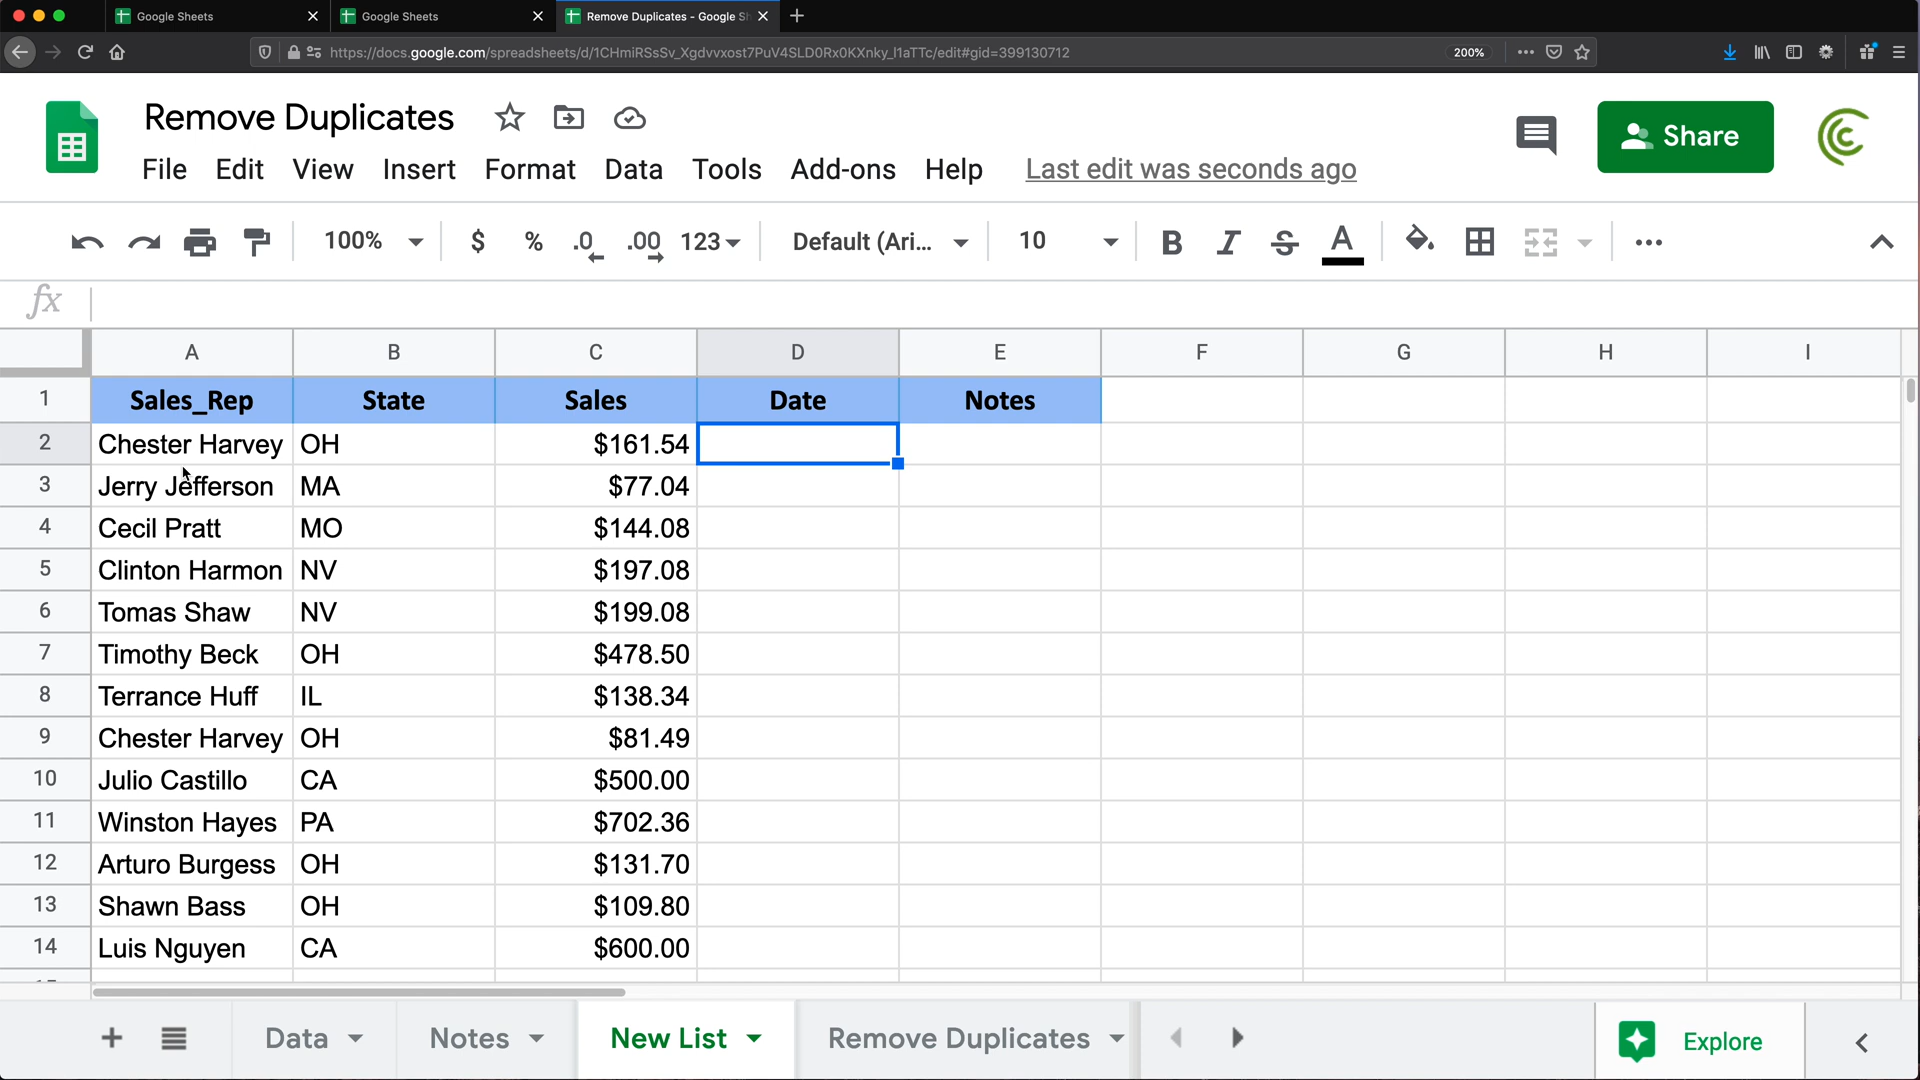 Google Sheets
Google Sheets
Remove Duplicates - Google S
https://docs.google.com/spreadsheets/d/1CHmiRSsSv_Xgdvvxost7PuV4SLD0Rx0KXnky_l1aTTc/edit#gid=399130712
200%
Remove Duplicates
Share
File Edit View Insert Format Data Tools Add-ons Help Last edit was seconds ago
100% $ % .0 .00 123 Default (Ari... 10 B I S A
fx
A B C D E F G H I
1 Sales_Rep State Sales Date Notes
2 Chester Harvey OH $161.54
3 Jerry Jefferson MA $77.04
4 Cecil Pratt MO $144.08
5 Clinton Harmon NV $197.08
6 Tomas Shaw NV $199.08
7 Timothy Beck OH $478.50
8 Terrance Huff IL $138.34
9 Chester Harvey OH $81.49
10 Julio Castillo CA $500.00
11 Winston Hayes PA $702.36
12 Arturo Burgess OH $131.70
13 Shawn Bass OH $109.80
14 Luis Nguyen CA $600.00
Data Notes New List Remove Duplicates Explore